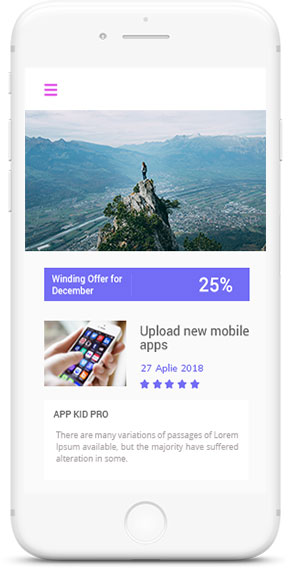 Winding Offer for
December
25%
Upload new mobile
apps
27 Aplie 2018
APP KID PRO
There are many variations of passages of Lorem
Ipsum available, but the majority have suffered
alteration in some.